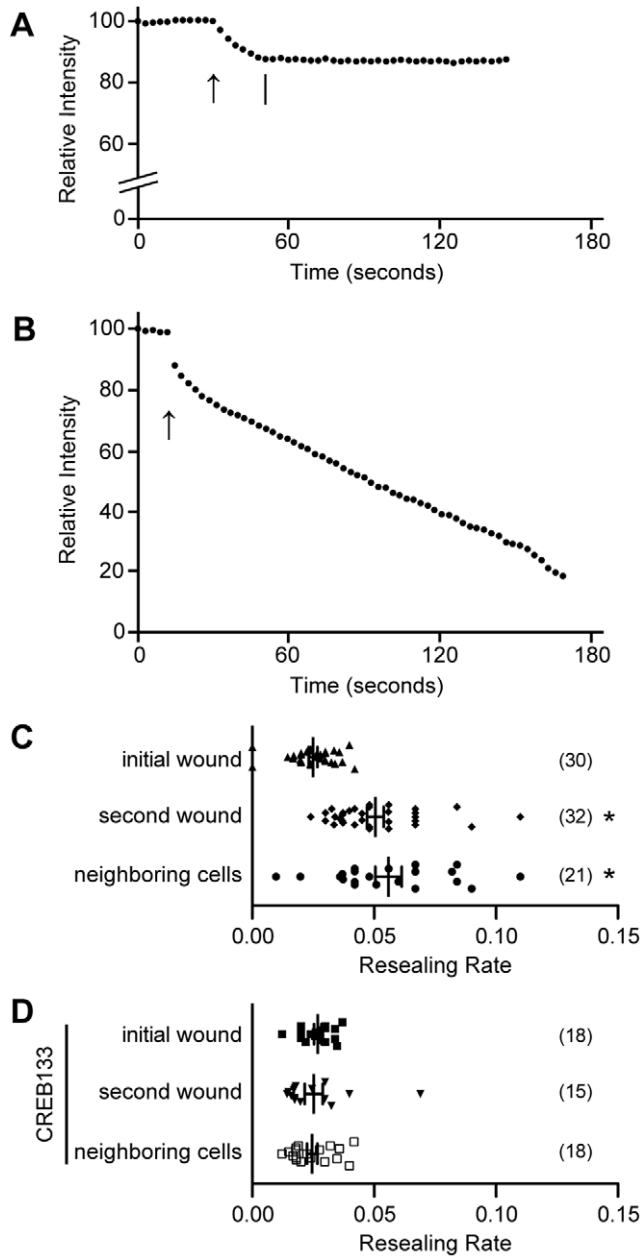 A
Relative Intensity
100
80
60
0
0 60 120 180
Time (seconds)
B
Relative Intensity
100
80
60
40
20
0
60 120 180
Time (seconds)
C
initial wound (30)
second wound (32) *
neighboring cells (21) *
0.00 0.05 0.10 0.15
Resealing Rate
D
CREB133
initial wound (18)
second wound (15)
neighboring cells (18)
0.00 0.05 0.10 0.15
Resealing Rate